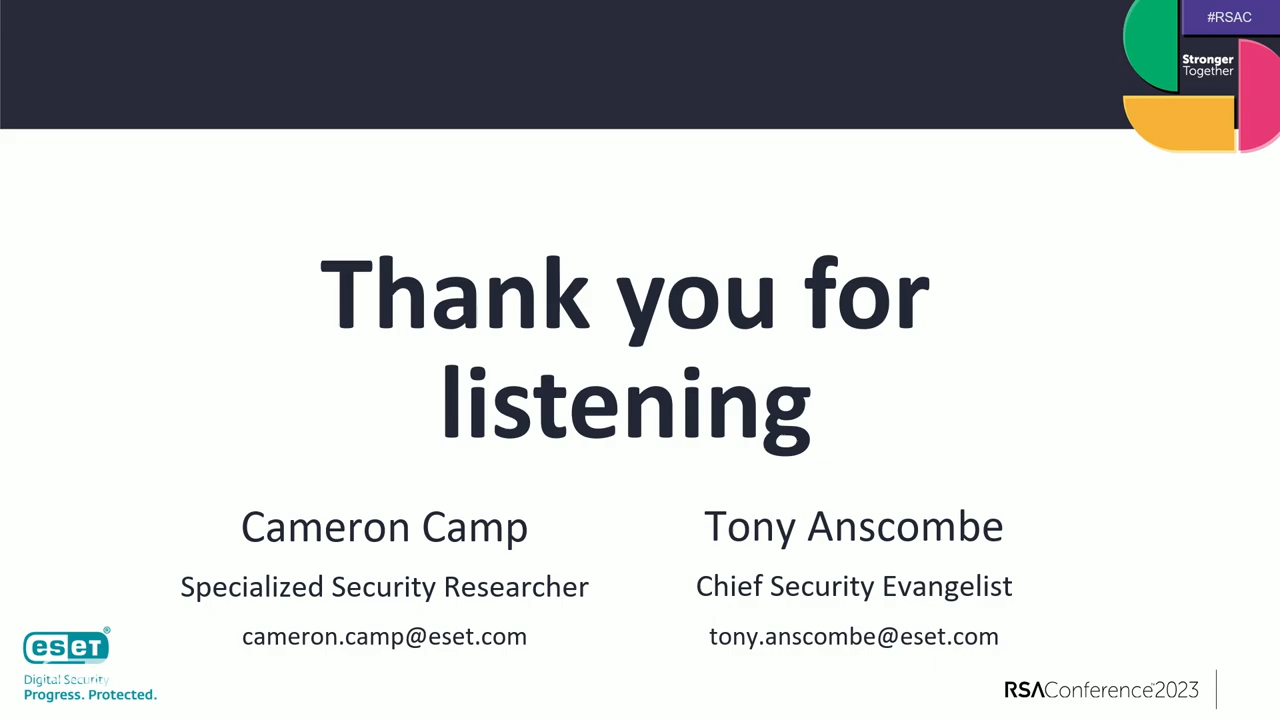 #RSAC
Stronger
Together
Thank you for
listening
Cameron Camp
Tony Anscombe
Specialized Security Researcher
Chief Security Evangelist
cameron.camp@eset.com
tony.anscombe@eset.com
eset®
Digital Security
Progress. Protected.
RSAConference™2023